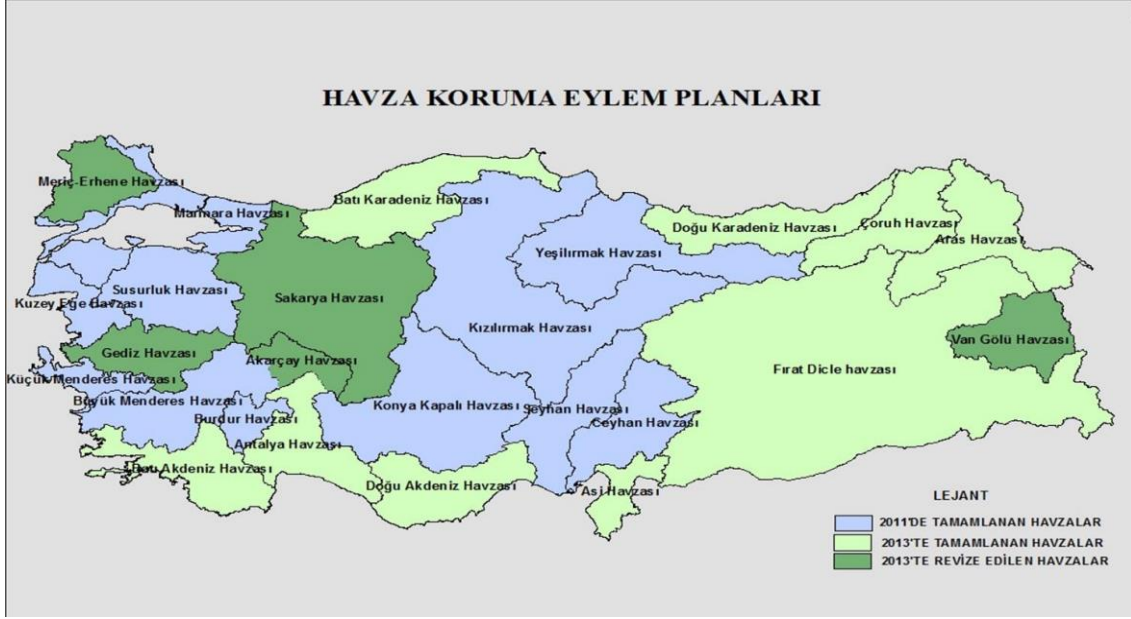 HAVZA KORUMA EYLEM PLANLARI
Meriç-Erhene Havzası
Marmara Havzası
Batı Karadeniz Havzası
Doğu Karadeniz Havzası
Çoruh Havzası
Aras Havzası
Yeşilırmak Havzası
Susurluk Havzası
Sakarya Havzası
Kuzey Ege Havzası
Kızılırmak Havzası
Van Gölü Havzası
Gediz Havzası
Akarçay Havzası
Fırat Dicle havzası
Küçük Menderes Havzası
Büyük Menderes Havzası
Konya Kapalı Havzası
Seyhan Havzası
Burdur Havzası
Ceyhan Havzası
Antalya Havzası
Batı Akdeniz Havzası
Doğu Akdeniz Havzası
Asi Havzası
LEJANT
2011'DE TAMAMLANAN HAVZALAR
2013'TE TAMAMLANAN HAVZALAR
2013'TE REVİZE EDİLEN HAVZALAR